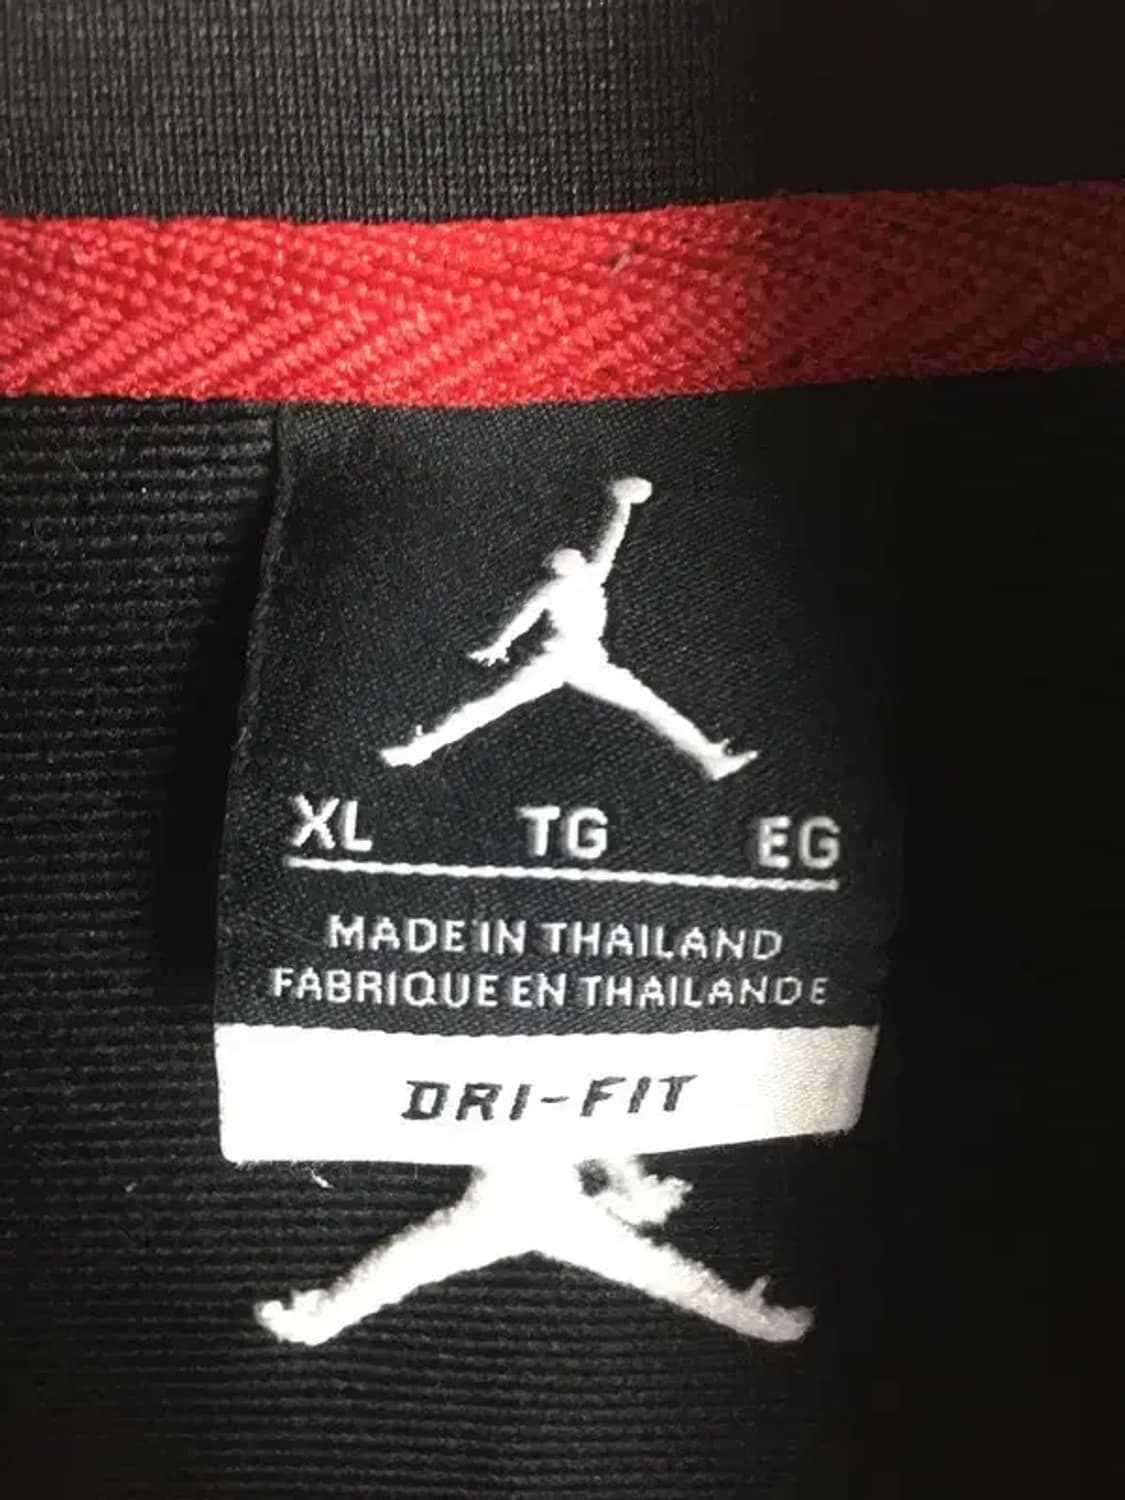 XL TG EG
MADE IN THAILAND
FABRIQUE EN THAILANDE
DRI-FIT